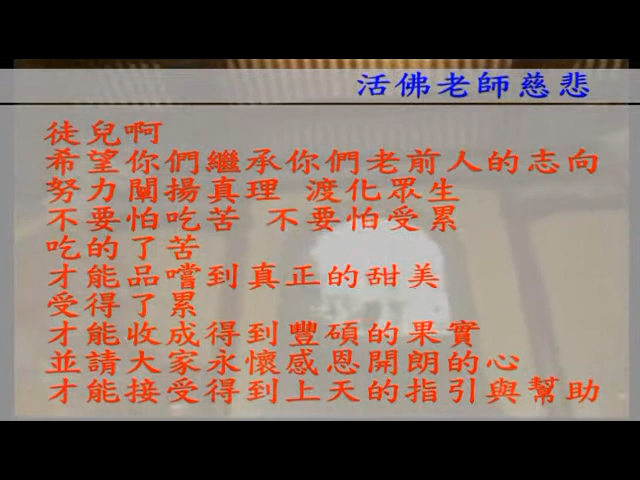 活佛老師慈悲
徒兒啊
希望你們繼承你們老前人的志向
努力闡揚真理 渡化眾生
不要怕吃苦 不要怕受累
吃的了苦
才能品嚐到真正的甜美
受得了累
才能收成得到豐碩的果實
並請大家永懷感恩開朗的心
才能接受得到上天的指引與幫助